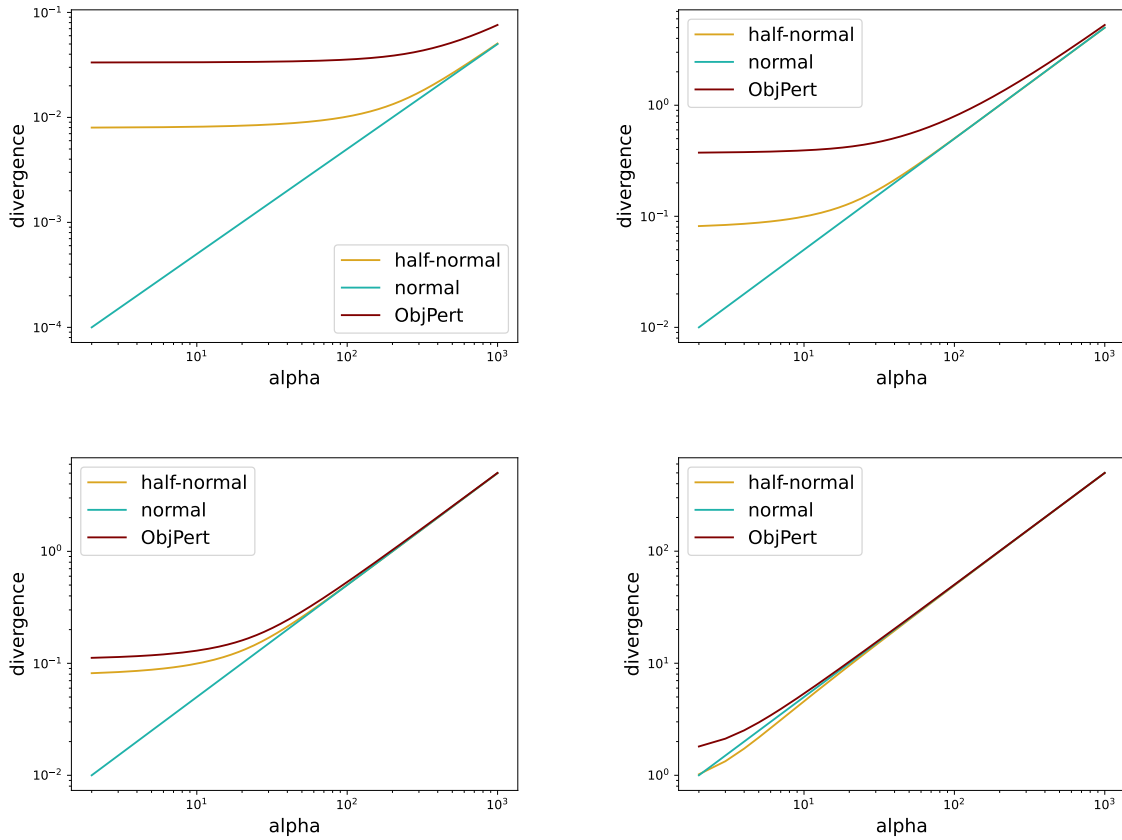 10⁻¹
10⁻²
10⁻³
10⁻⁴
divergence
half-normal
normal
ObjPert
10¹
10²
10³
alpha
10⁰
10⁻¹
10⁻²
divergence
half-normal
normal
ObjPert
10¹
10²
10³
alpha
10⁰
10⁻¹
10⁻²
divergence
half-normal
normal
ObjPert
10¹
10²
10³
alpha
10²
10¹
10⁰
divergence
half-normal
normal
ObjPert
10¹
10²
10³
alpha